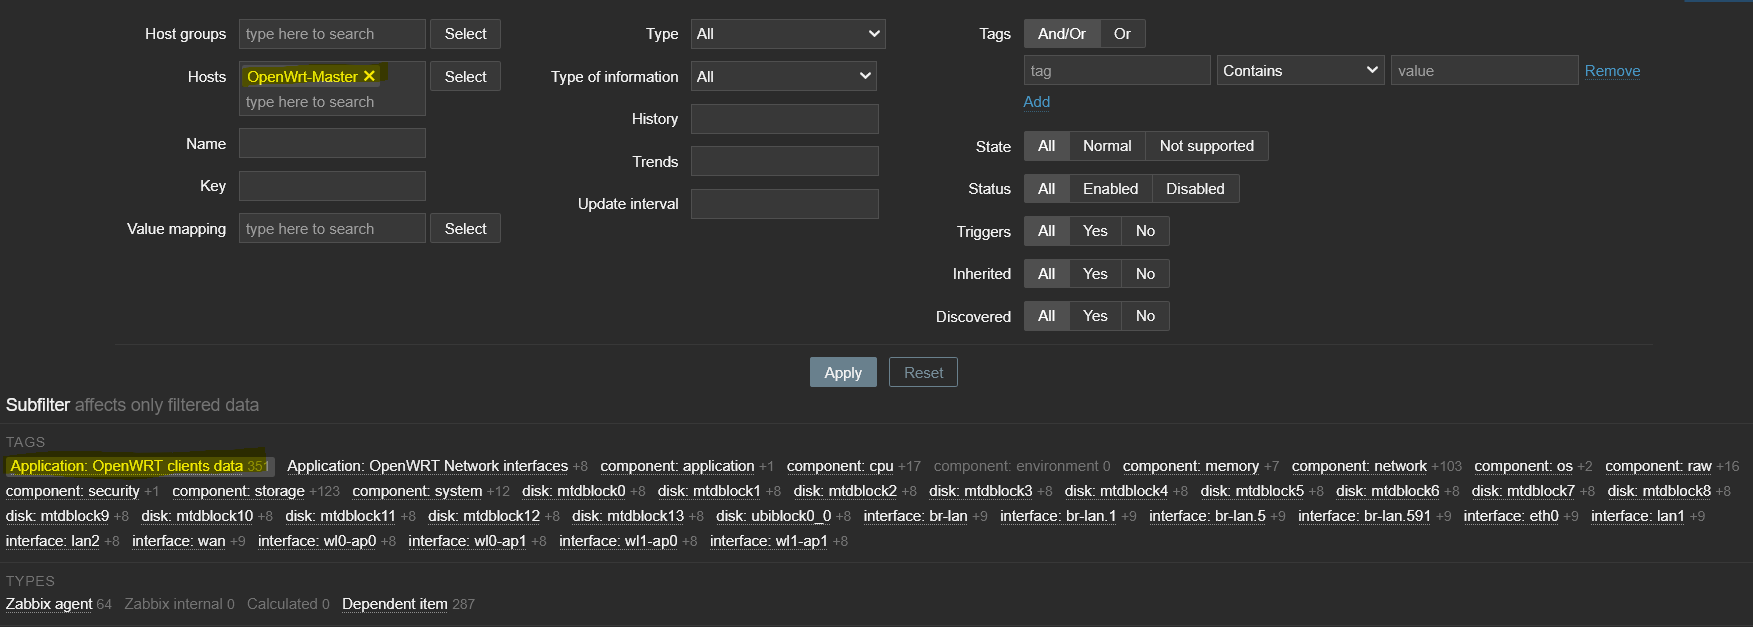 Host groups type here to search Select Type All Tags And/Or Or
tag Contains value Remove
Hosts OpenWrt-Master ✕ Select Type of information All
type here to search Add
History
Name State All Normal Not supported
Trends
Key Status All Enabled Disabled
Update interval
Value mapping type here to search Select Triggers All Yes No
Inherited All Yes No
Discovered All Yes No
Apply Reset
Subfilter affects only filtered data
TAGS
Application: OpenWRT clients data 351 Application: OpenWRT Network interfaces +8 component: application +1 component: cpu +17 component: environment 0 component: memory +7 component: network +103 component: os +2 component: raw +16
component: security +1 component: storage +123 component: system +12 disk: mtdblock0 +8 disk: mtdblock1 +8 disk: mtdblock2 +8 disk: mtdblock3 +8 disk: mtdblock4 +8 disk: mtdblock5 +8 disk: mtdblock6 +8 disk: mtdblock7 +8 disk: mtdblock8 +8
disk: mtdblock9 +8 disk: mtdblock10 +8 disk: mtdblock11 +8 disk: mtdblock12 +8 disk: mtdblock13 +8 disk: ubiblock0_0 +8 interface: br-lan +9 interface: br-lan.1 +9 interface: br-lan.5 +9 interface: br-lan.591 +9 interface: eth0 +9 interface: lan1 +9
interface: lan2 +8 interface: wan +9 interface: wl0-ap0 +8 interface: wl0-ap1 +8 interface: wl1-ap0 +8 interface: wl1-ap1 +8
TYPES
Zabbix agent 64 Zabbix internal 0 Calculated 0 Dependent item 287